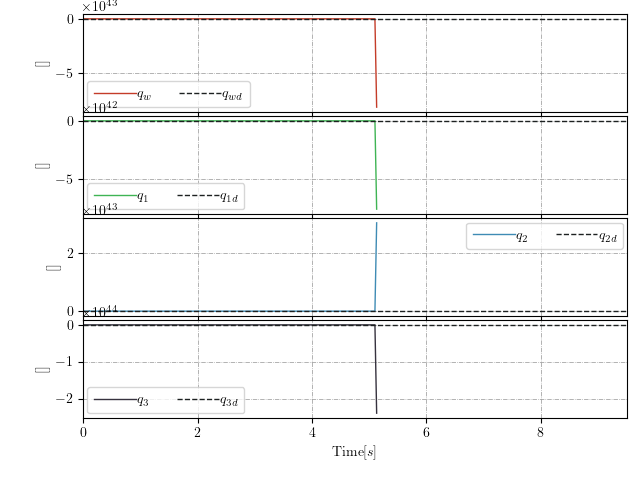 ×10^43
0
−5
[]
q_w q_wd
×10^42
0
−5
[]
q_1 q_1d
×10^43
2
0
[]
q_2 q_2d
×10^44
0
−1
−2
[]
q_3 q_3d
0 2 4 6 8
Time[s]